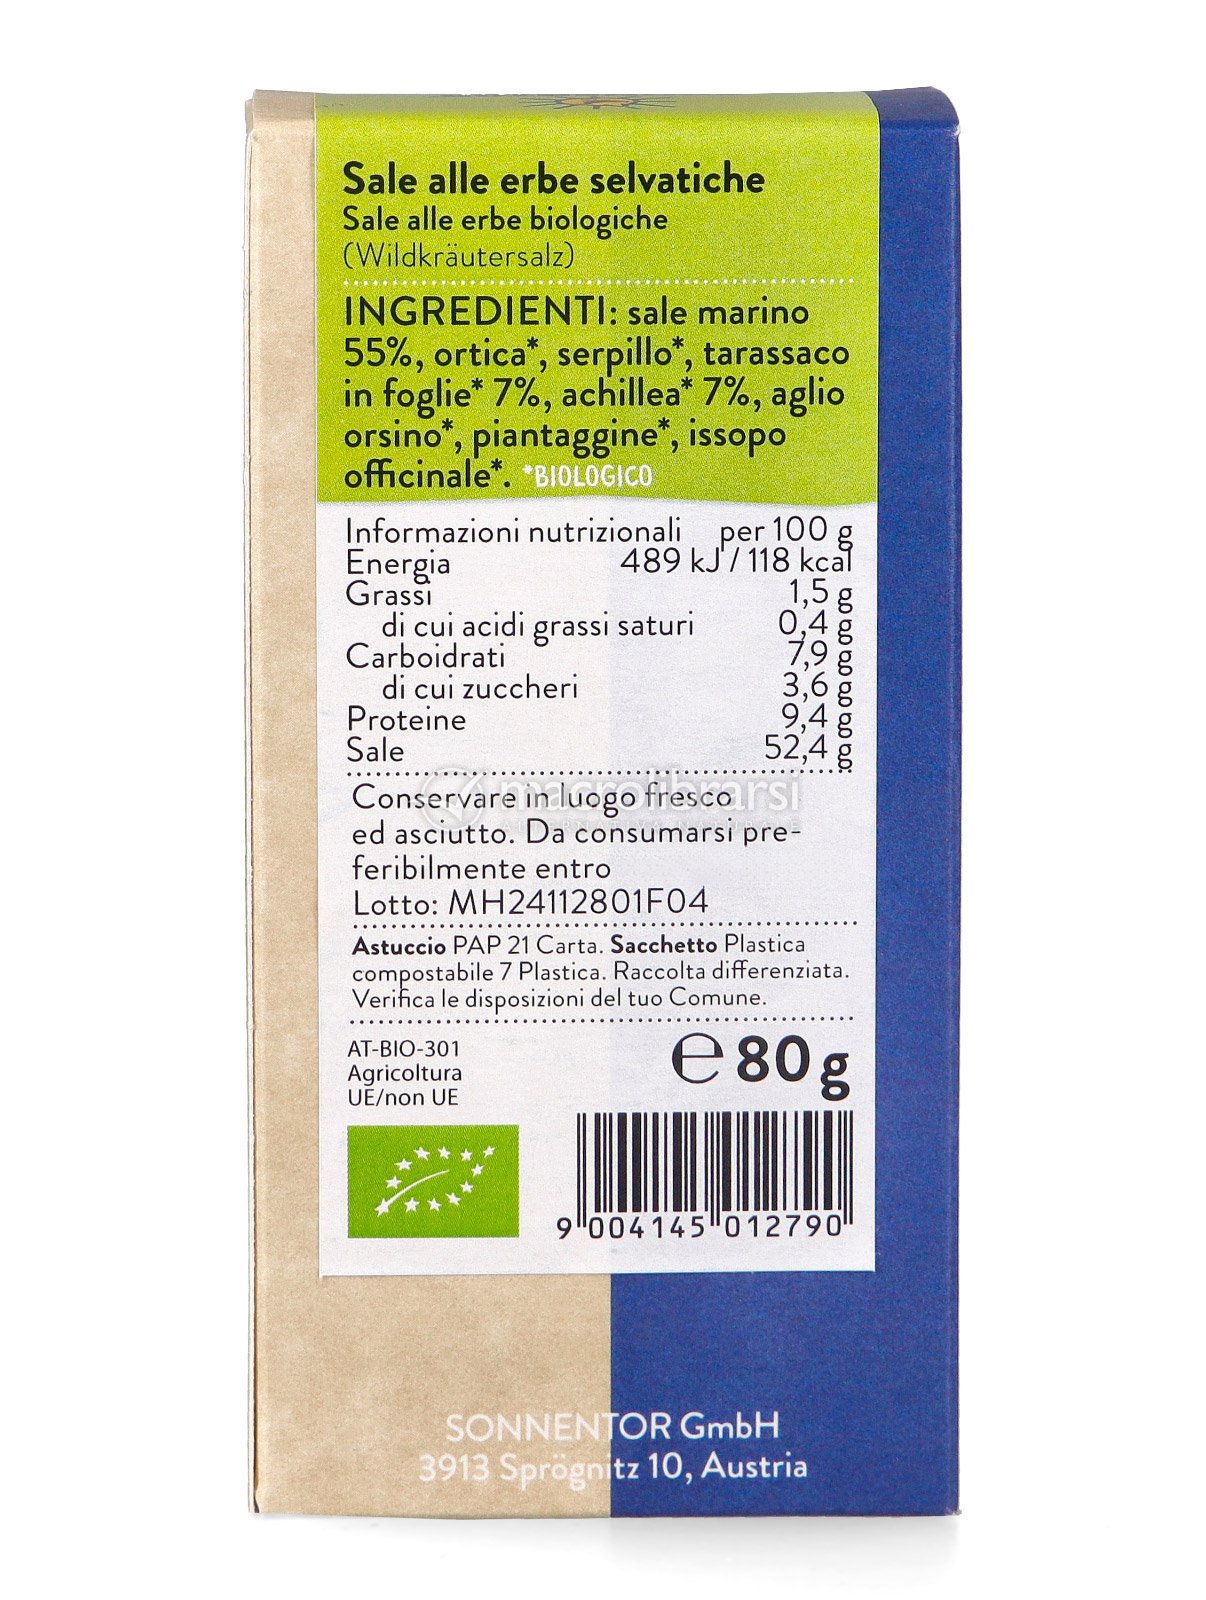 Sale alle erbe selvatiche
Sale alle erbe biologiche
(Wildkräutersalz)
INGREDIENTI: sale marino
55%, ortica*, serpillo*, tarassaco
in foglie* 7%, achillea* 7%, aglio
orsino*, piantaggine*, issopo
officinale*. *BIOLOGICO
Informazioni nutrizionali per 100 g
Energia 489 kJ / 118 kcal
Grassi 1,5 g
di cui acidi grassi saturi 0,4 g
Carboidrati 7,9 g
di cui zuccheri 3,6 g
Proteine 9,4 g
Sale 52,4 g
macrolibrarsi
Conservare in luogo fresco
ed asciutto. Da consumarsi pre-
feribilmente entro
Lotto: MH24112801F04
Astuccio PAP 21 Carta. Sacchetto Plastica
compostabile 7 Plastica. Raccolta differenziata.
Verifica le disposizioni del tuo Comune.
AT-BIO-301
Agricoltura
UE/non UE
℮ 80 g
9 004145 012790
SONNENTOR GmbH
3913 Sprögnitz 10, Austria